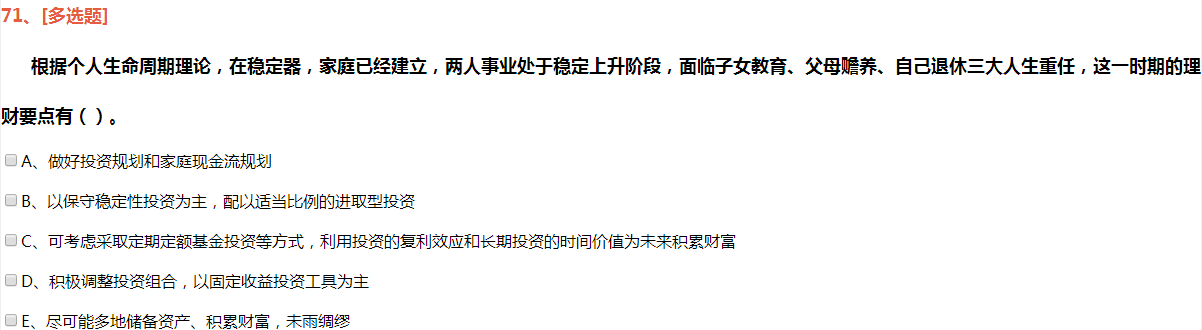 71、[多选题]
根据个人生命周期理论，在稳定器，家庭已经建立，两人事业处于稳定上升阶段，面临子女教育、父母赡养、自己退休三大人生重任，这一时期的理
财要点有（ ）。
A、做好投资规划和家庭现金流规划
B、以保守稳定性投资为主，配以适当比例的进取型投资
C、可考虑采取定期定额基金投资等方式，利用投资的复利效应和长期投资的时间价值为未来积累财富
D、积极调整投资组合，以固定收益投资工具为主
E、尽可能多地储备资产、积累财富，未雨绸缪